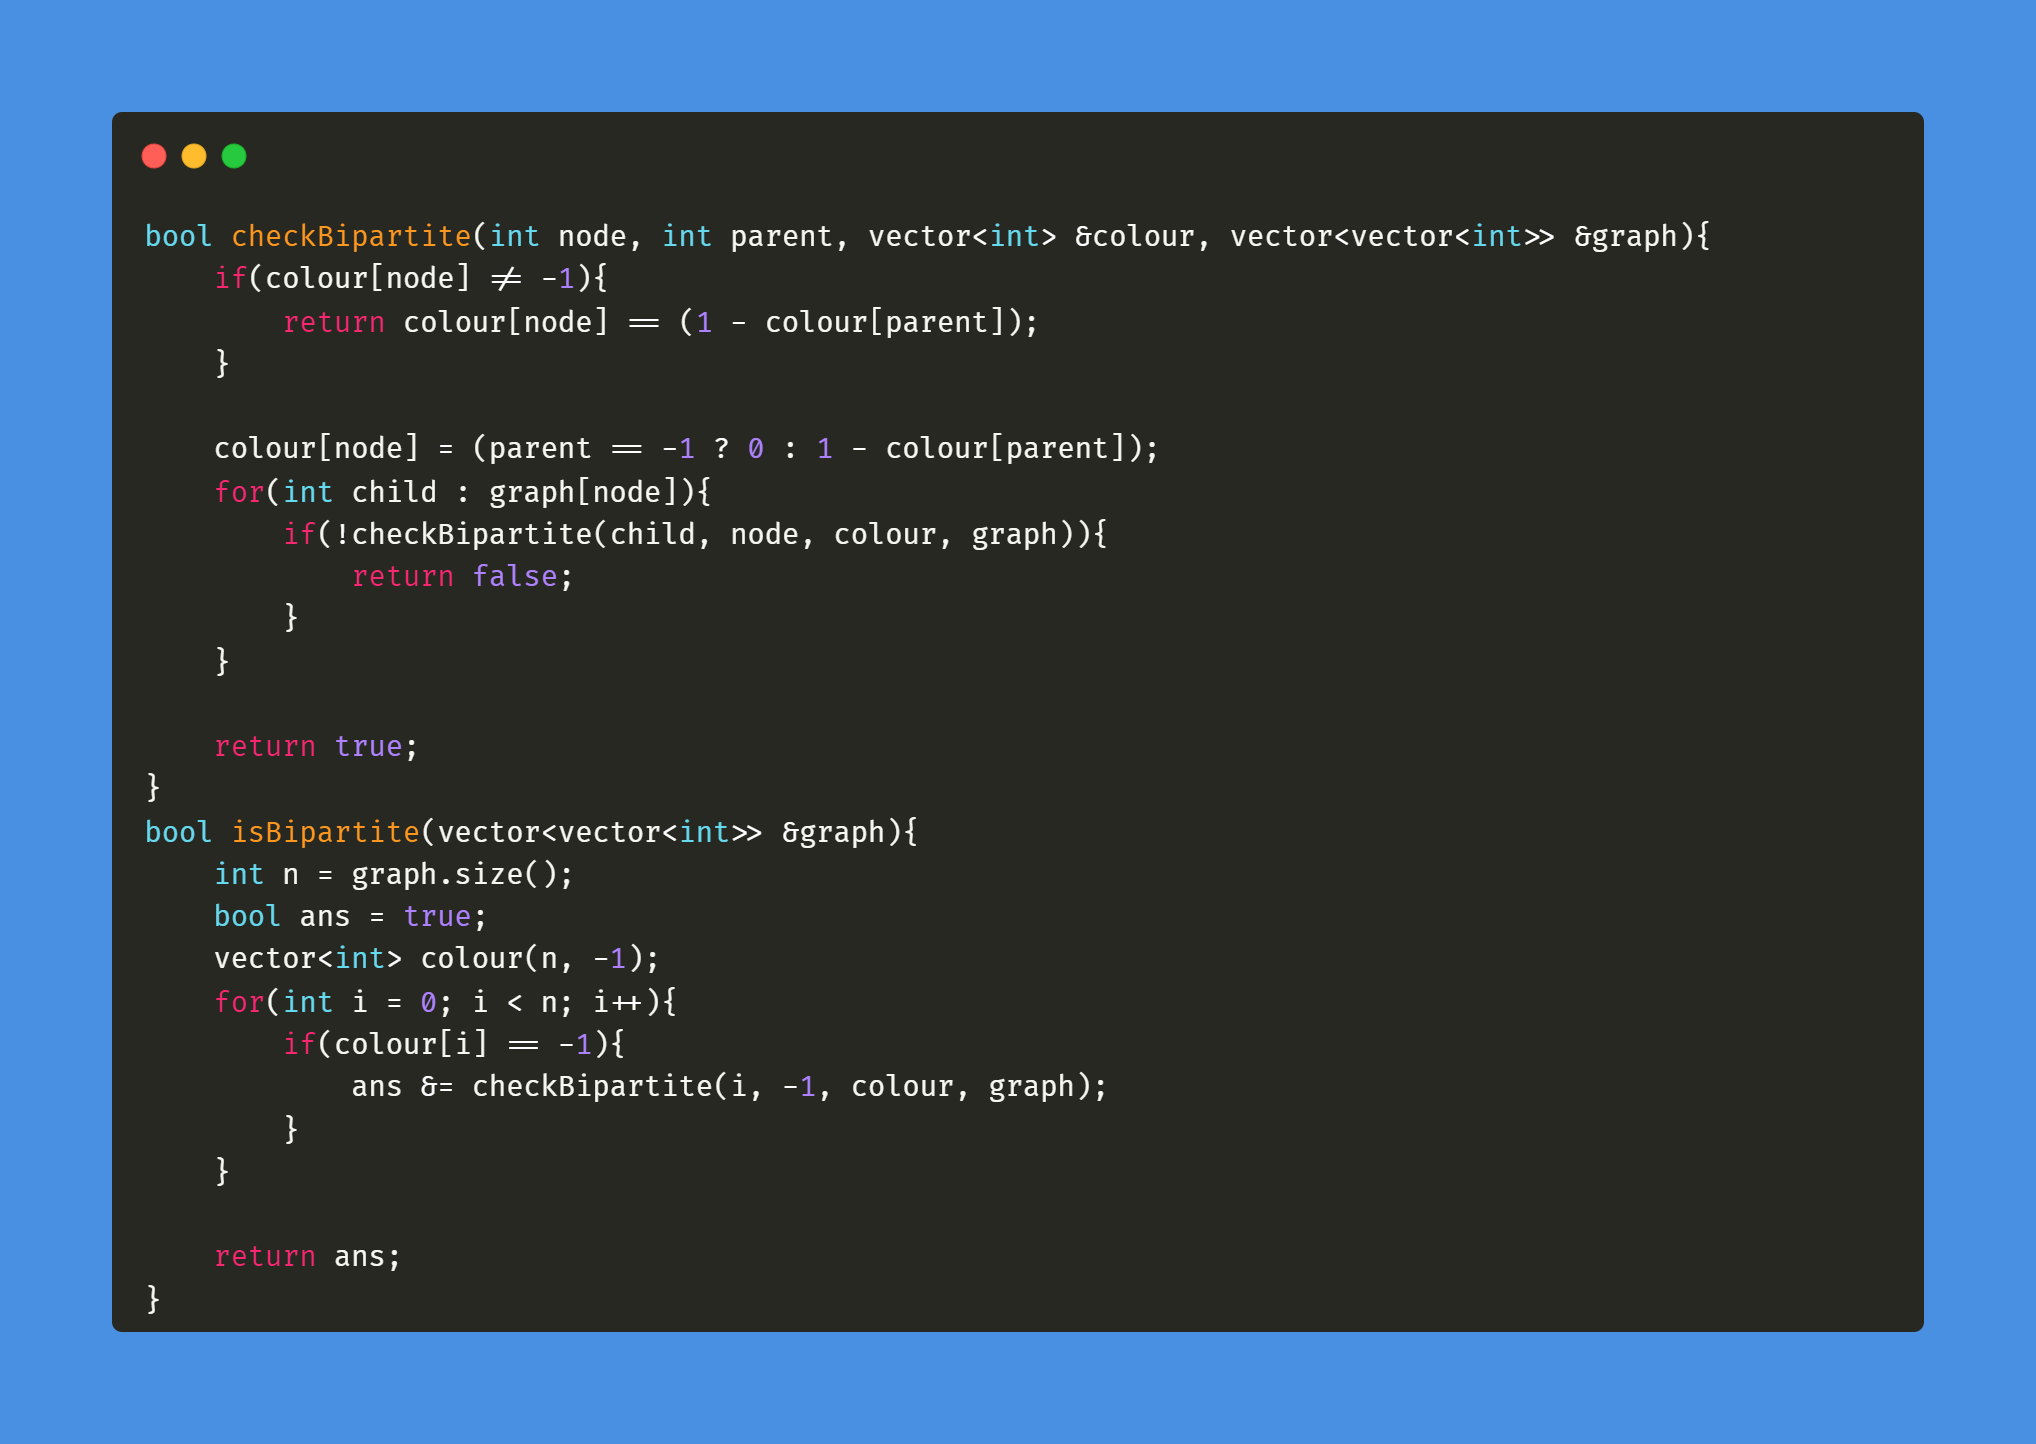 bool checkBipartite(int node, int parent, vector<int> &colour, vector<vector<int>> &graph){
    if(colour[node] != -1){
        return colour[node] == (1 - colour[parent]);
    }

    colour[node] = (parent == -1 ? 0 : 1 - colour[parent]);
    for(int child : graph[node]){
        if(!checkBipartite(child, node, colour, graph)){
            return false;
        }
    }

    return true;
}
bool isBipartite(vector<vector<int>> &graph){
    int n = graph.size();
    bool ans = true;
    vector<int> colour(n, -1);
    for(int i = 0; i < n; i++){
        if(colour[i] == -1){
            ans &= checkBipartite(i, -1, colour, graph);
        }
    }

    return ans;
}